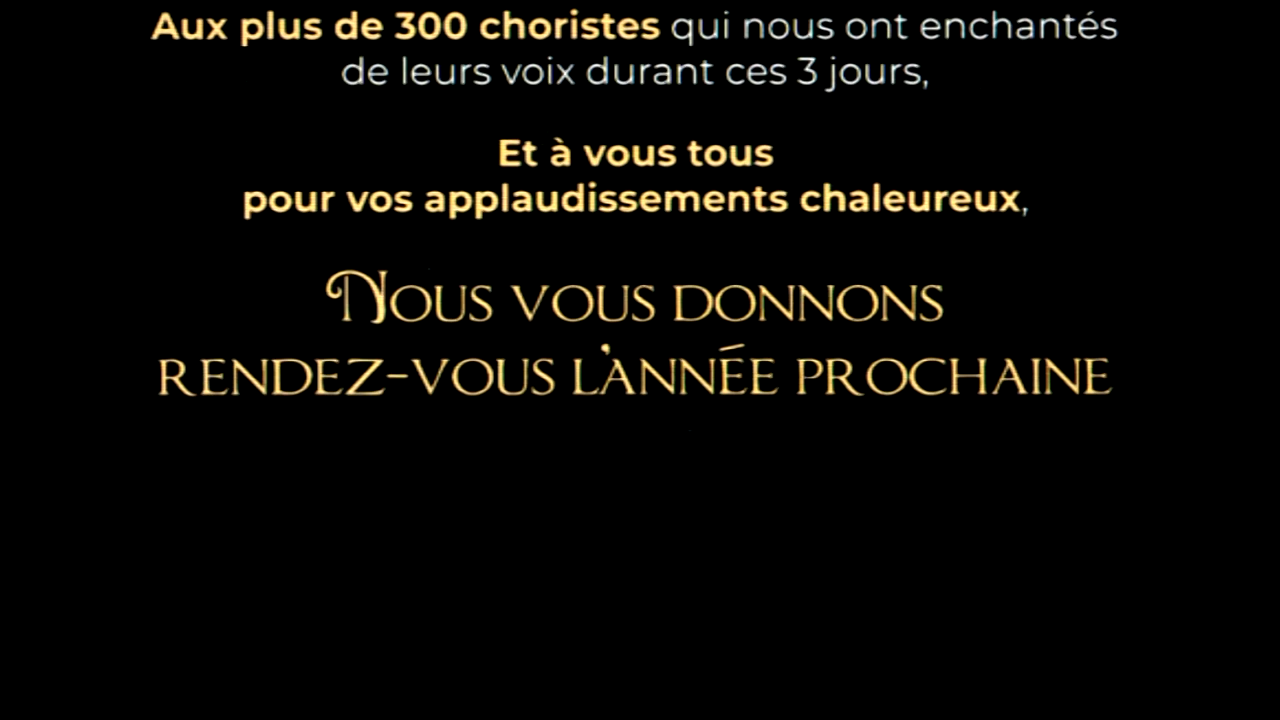 Aux plus de 300 choristes qui nous ont enchantés
de leurs voix durant ces 3 jours,
Et à vous tous
pour vos applaudissements chaleureux,
Nous vous donnons
rendez-vous l'année prochaine